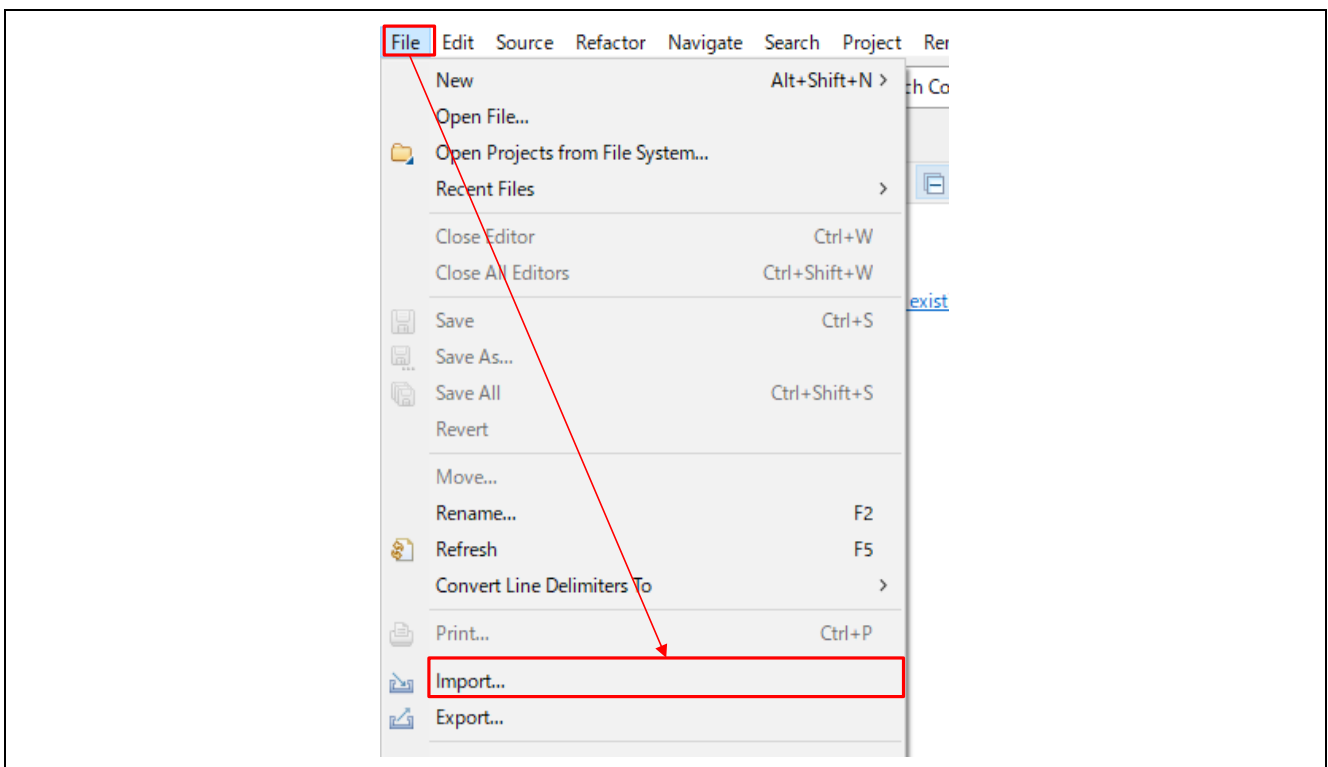 File Edit Source Refactor Navigate Search Project
New Alt+Shift+N >
Open File...
Open Projects from File System...
Recent Files >
Close Editor Ctrl+W
Close All Editors Ctrl+Shift+W
exist
Save Ctrl+S
Save As...
Save All Ctrl+Shift+S
Revert
Move...
Rename... F2
Refresh F5
Convert Line Delimiters To >
Print... Ctrl+P
Import...
Export...